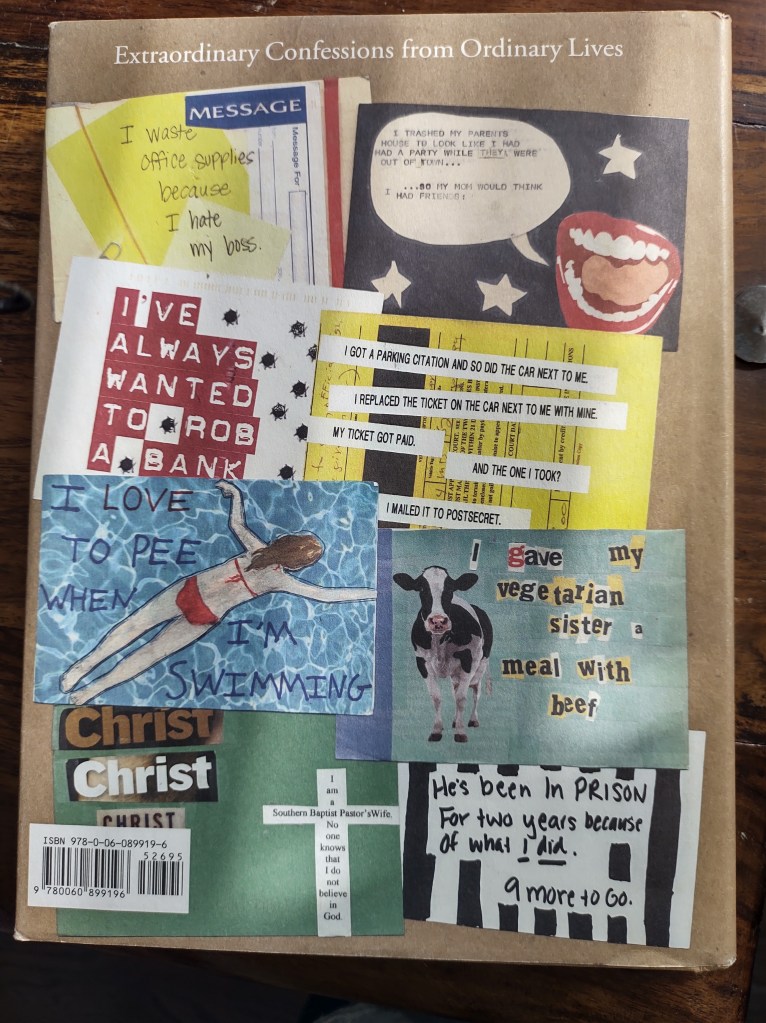 Extraordinary Confessions from Ordinary Lives
MESSAGE
Message For
I waste
office supplies
because
I hate
my boss.
I TRASHED MY PARENTS
HOUSE TO LOOK LIKE I HAD
HAD A PARTY WHILE THEY WERE
OUT OF TOWN...
...SO MY MOM WOULD THINK
I HAD FRIENDS!
I'VE
ALWAYS
WANTED
TO ROB
A BANK
I GOT A PARKING CITATION AND SO DID THE CAR NEXT TO ME.
I REPLACED THE TICKET ON THE CAR NEXT TO ME WITH MINE.
MY TICKET GOT PAID.
AND THE ONE I TOOK?
I MAILED IT TO POSTSECRET.
I LOVE
TO PEE
WHEN
I'M
SWIMMING
I gave my
vegetarian
sister a
meal with
beef
Christ
Christ
CHRIST
I
am
a
Southern Baptist Pastor'sWife.
No
one
knows
that
I do
not
believe
in
God.
He's been In PRISON
For two years because
of what I did.
9 more to Go.
ISBN 978-0-06-089919-6
52695
9 780060 899196